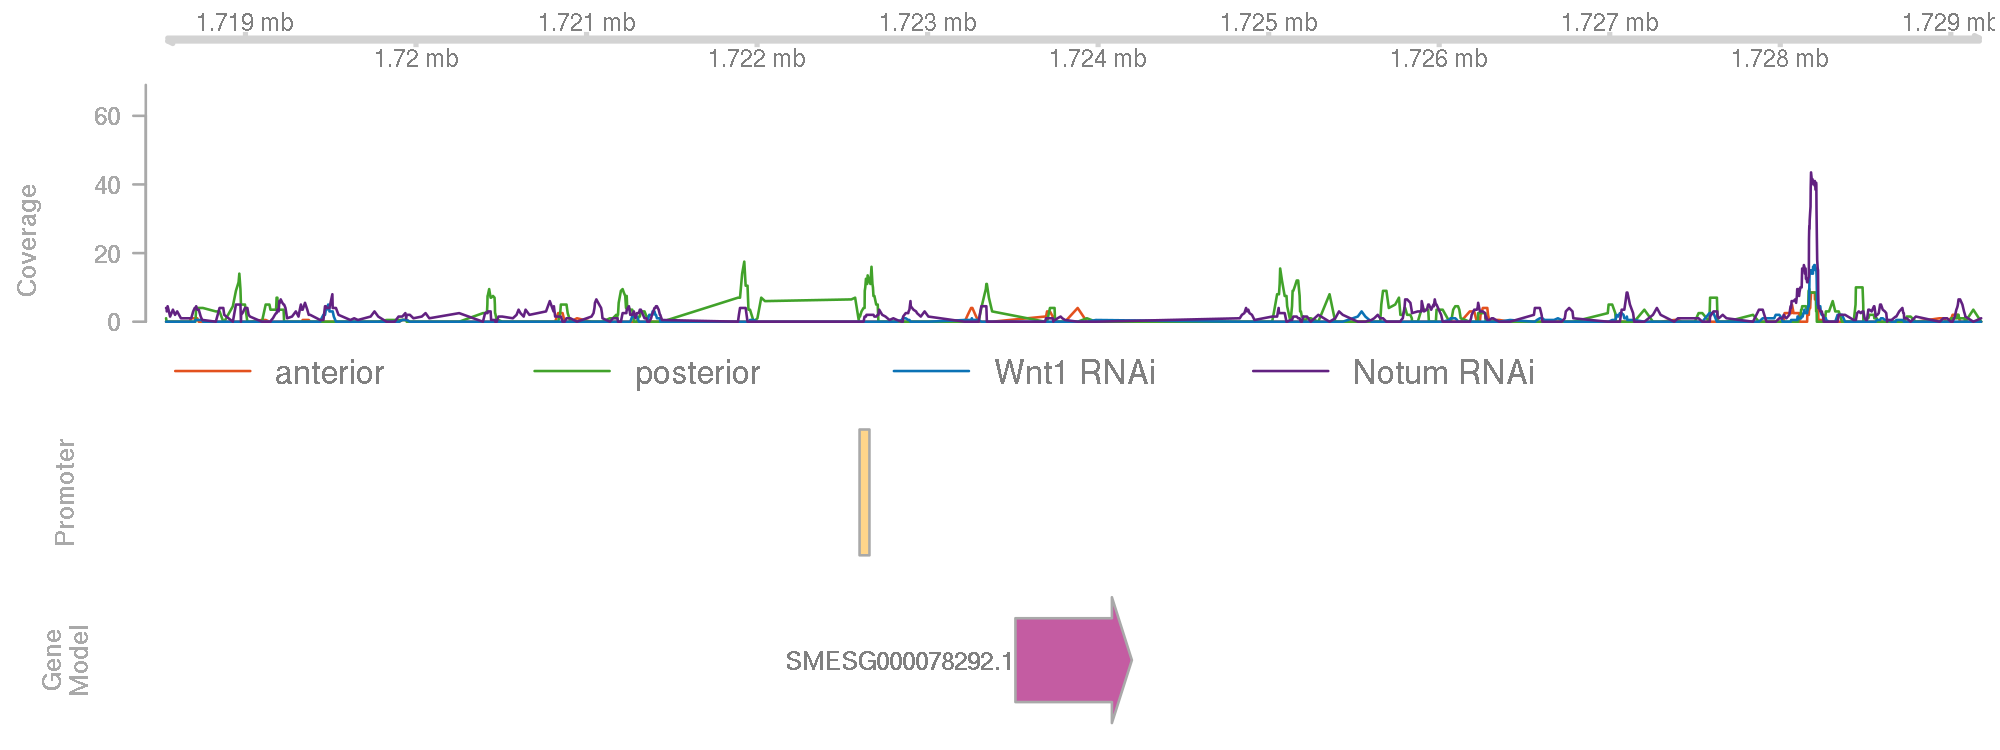 1.719 mb 1.721 mb 1.723 mb 1.725 mb 1.727 mb 1.729 mb
1.72 mb 1.722 mb 1.724 mb 1.726 mb 1.728 mb
Coverage
60
40
20
0
anterior posterior Wnt1 RNAi Notum RNAi
Promoter
Gene
Model
SMESG000078292.1